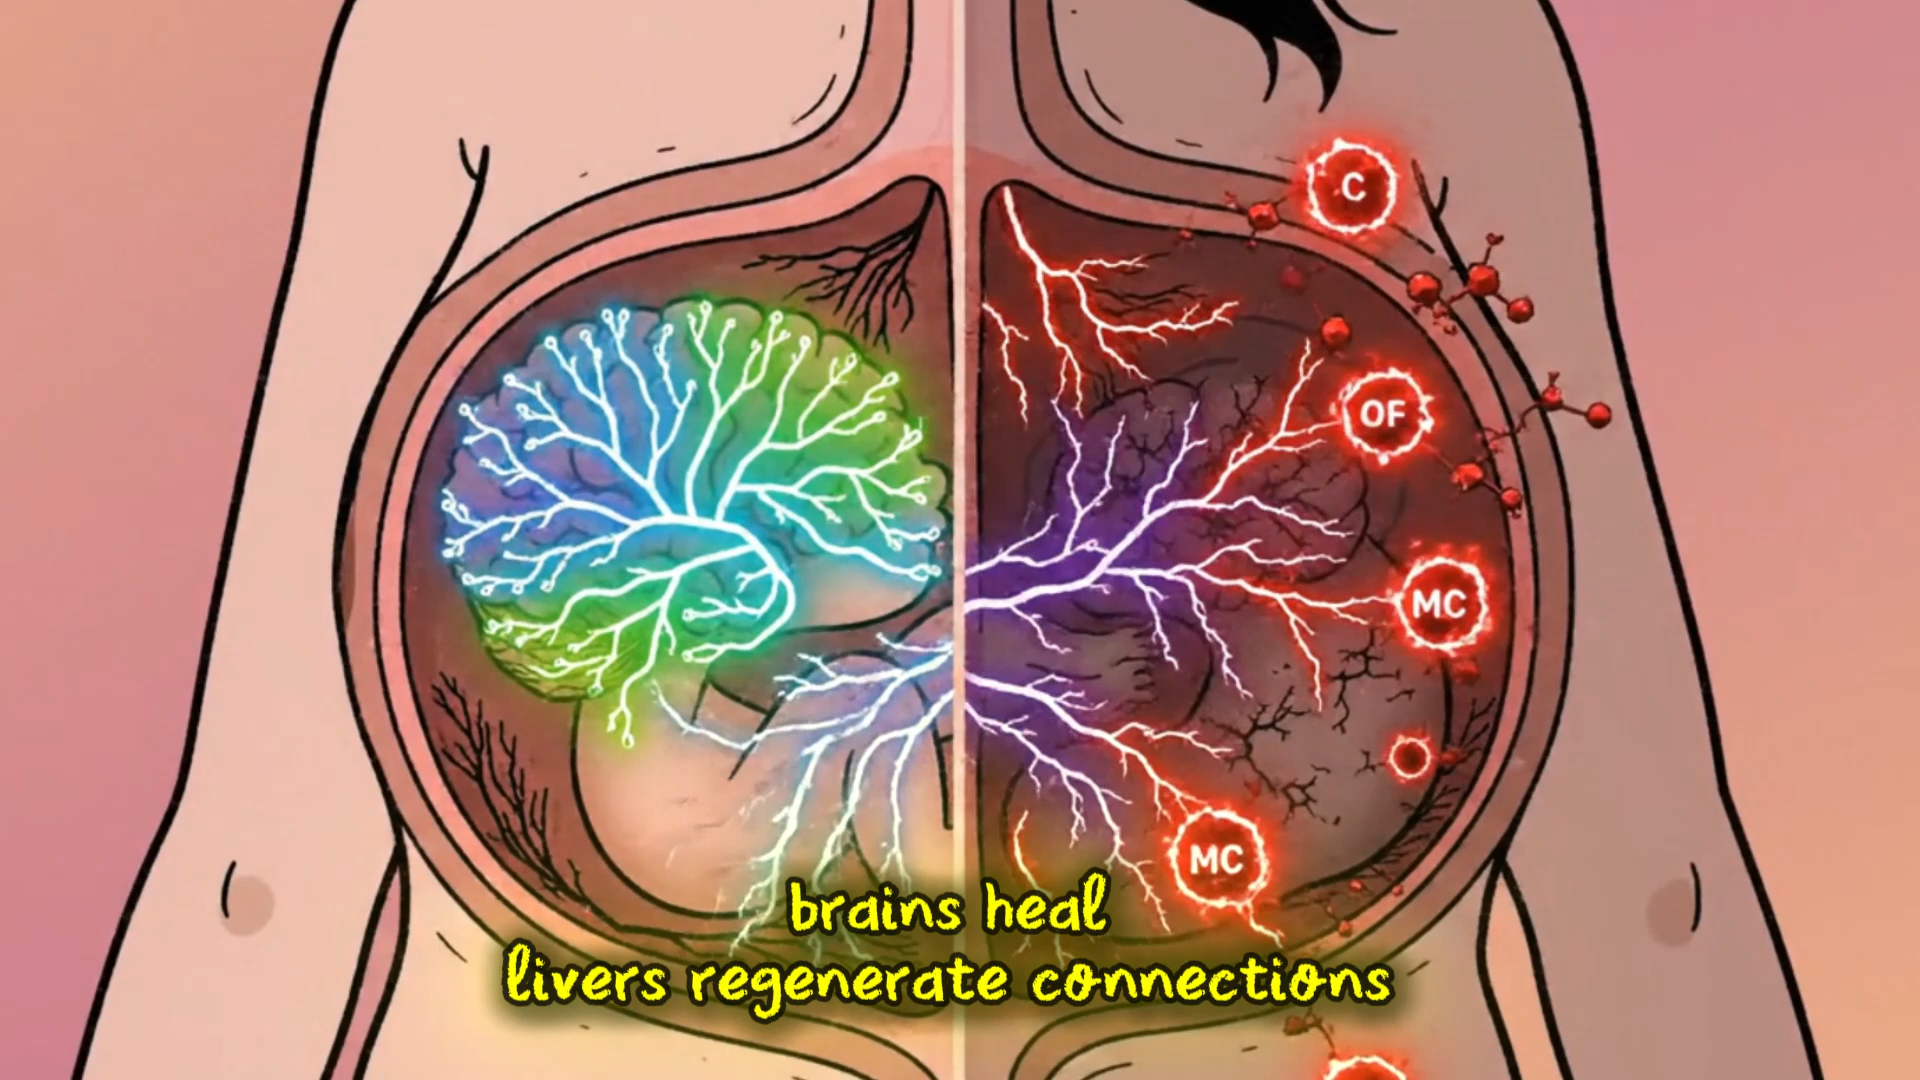 C
OF
MC
MC
brains heal
livers regenerate connections